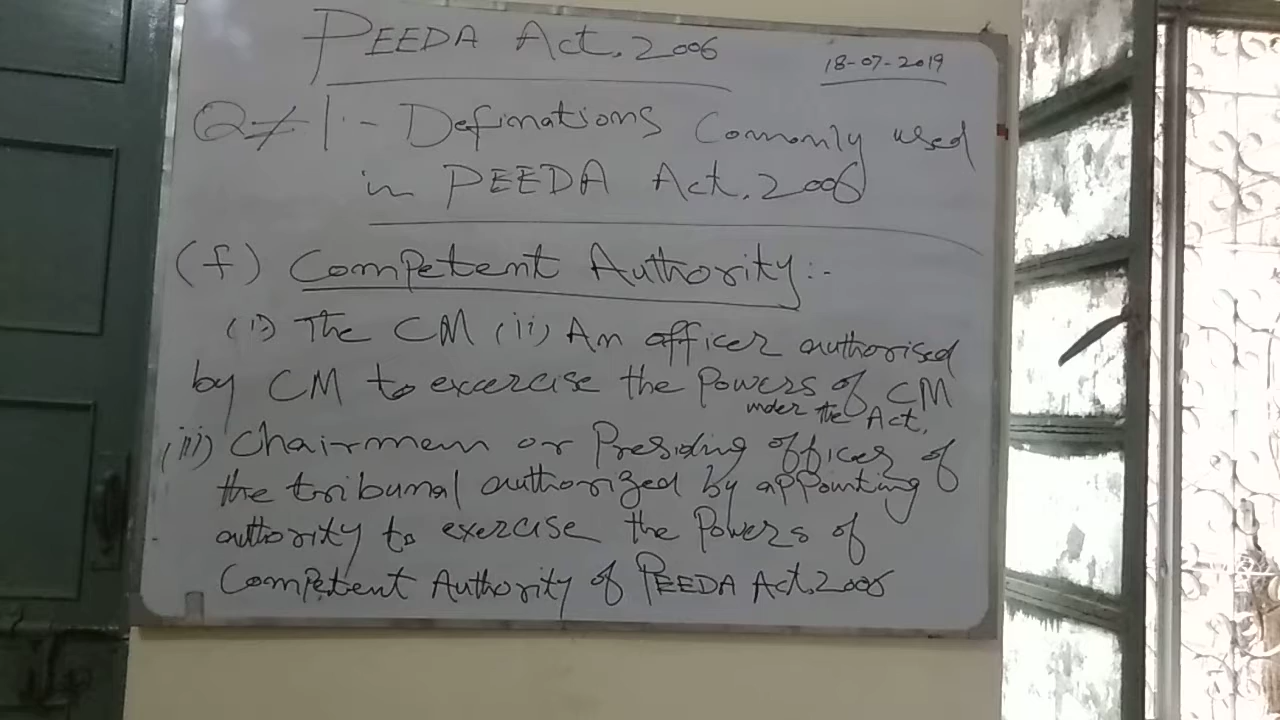 PEEDA Act, 2006
18-07-2019
Q≠1:- Definations Commonly used
in PEEDA Act, 2006
(f) Competent Authority:-
(i) The CM (ii) An officer authorised
by CM to excercise the Powers of CM
under the Act.
(iii) Chairmen or Presiding officer of
the tribunal authorized by appointing
authority to exercise the Powers of
Competent Authority of PEEDA Act, 2006